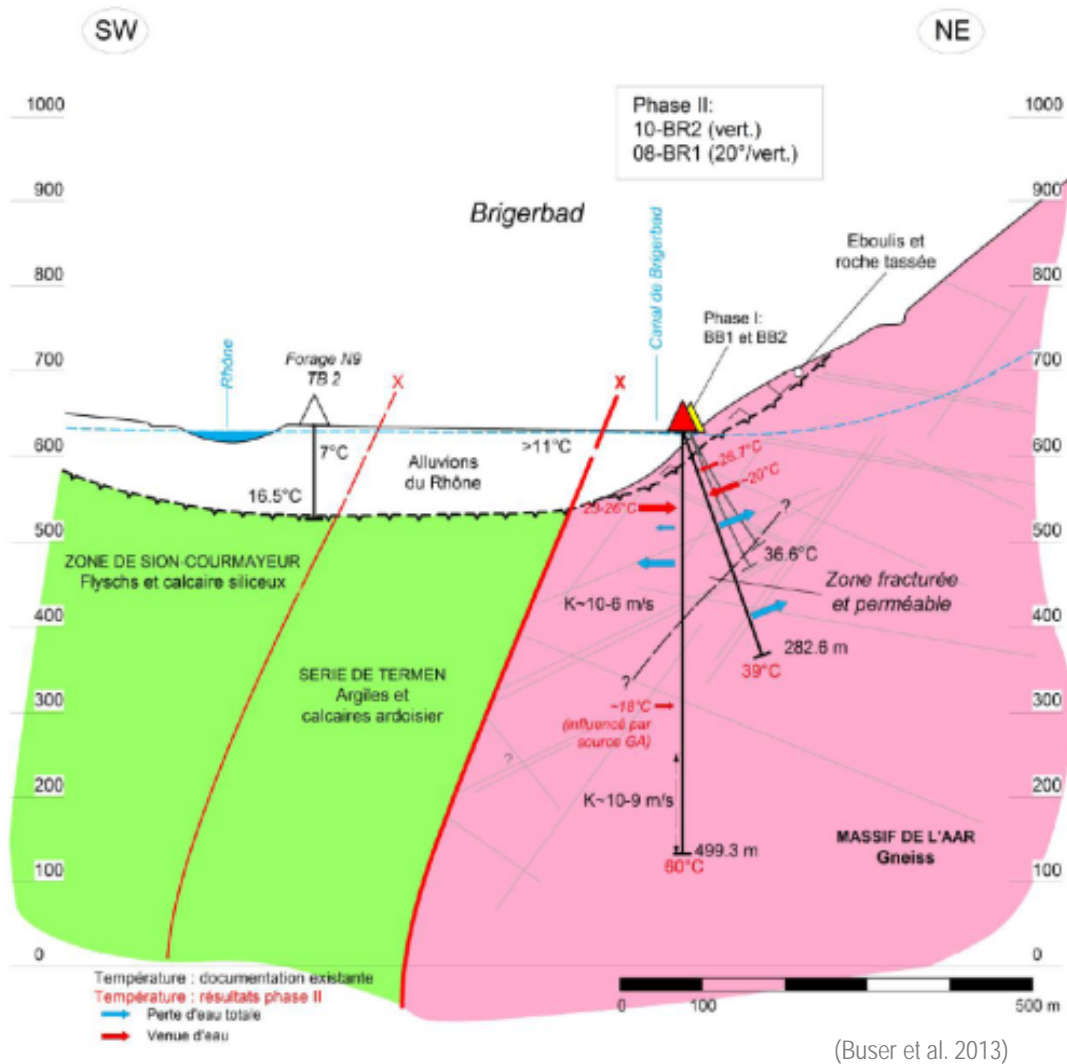 SW
NE
1000
1000
Phase II:
10-BR2 (vert.)
08-BR1 (20°/vert.)
900
900
Brigerbad
Eboulis et
roche tassée
800
800
Canal de Brigerbad
Phase I:
BB1 et BB2
700
700
Rhône
Forage N9
TB 2
X
X
600
600
7°C
>11°C
Alluvions
du Rhône
26.7°C
~20°C
16.5°C
25-26°C
?
500
500
36.6°C
ZONE DE SION-COURMAYEUR
Flyschs et calcaire siliceux
K~10-6 m/s
Zone fracturée
et perméable
400
400
282.6 m
39°C
SERIE DE TERMEN
Argiles et
calcaires ardoisier
?
300
300
~18°C
(influencé par
source GA)
?
200
200
K~10-9 m/s
MASSIF DE L'AAR
Gneiss
499.3 m
60°C
100
100
0
0
Température : documentation existante
Température : résultats phase II
Perte d'eau totale
Venue d'eau
0 100 500 m
(Buser et al. 2013)